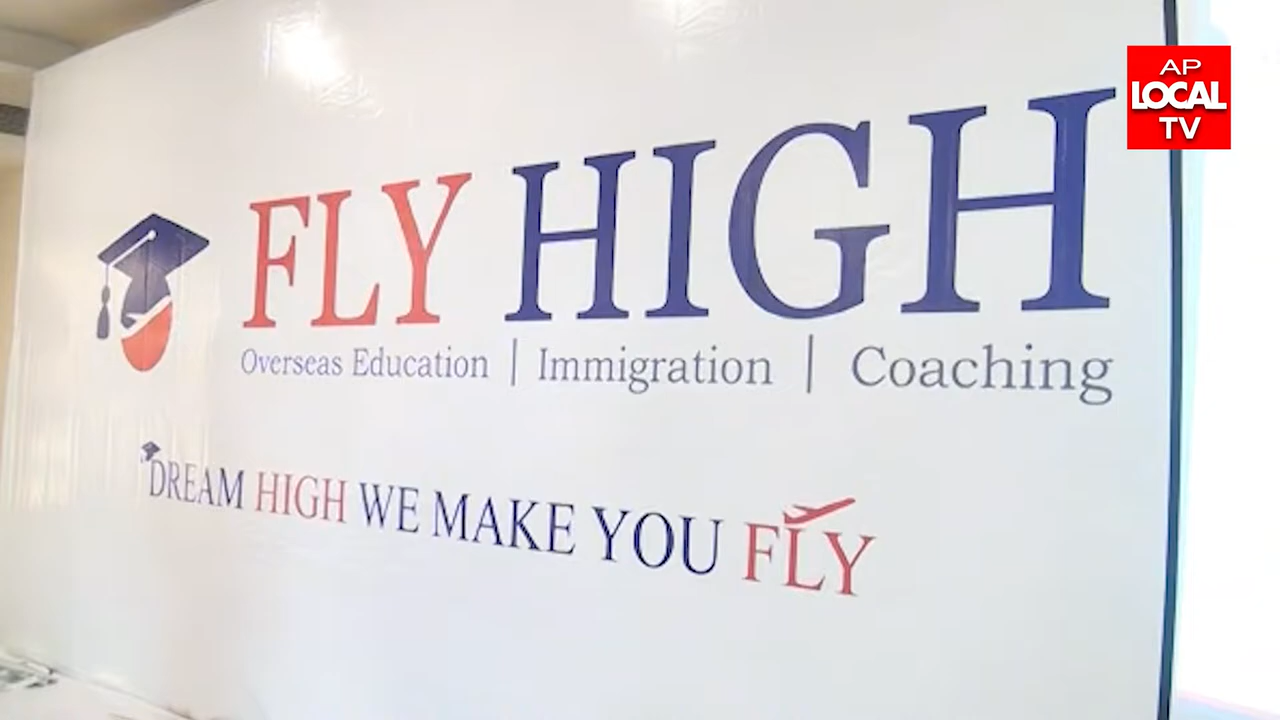 FLY HIGH
Overseas Education | Immigration | Coaching
DREAM HIGH WE MAKE YOU FLY
AP
LOCAL
TV